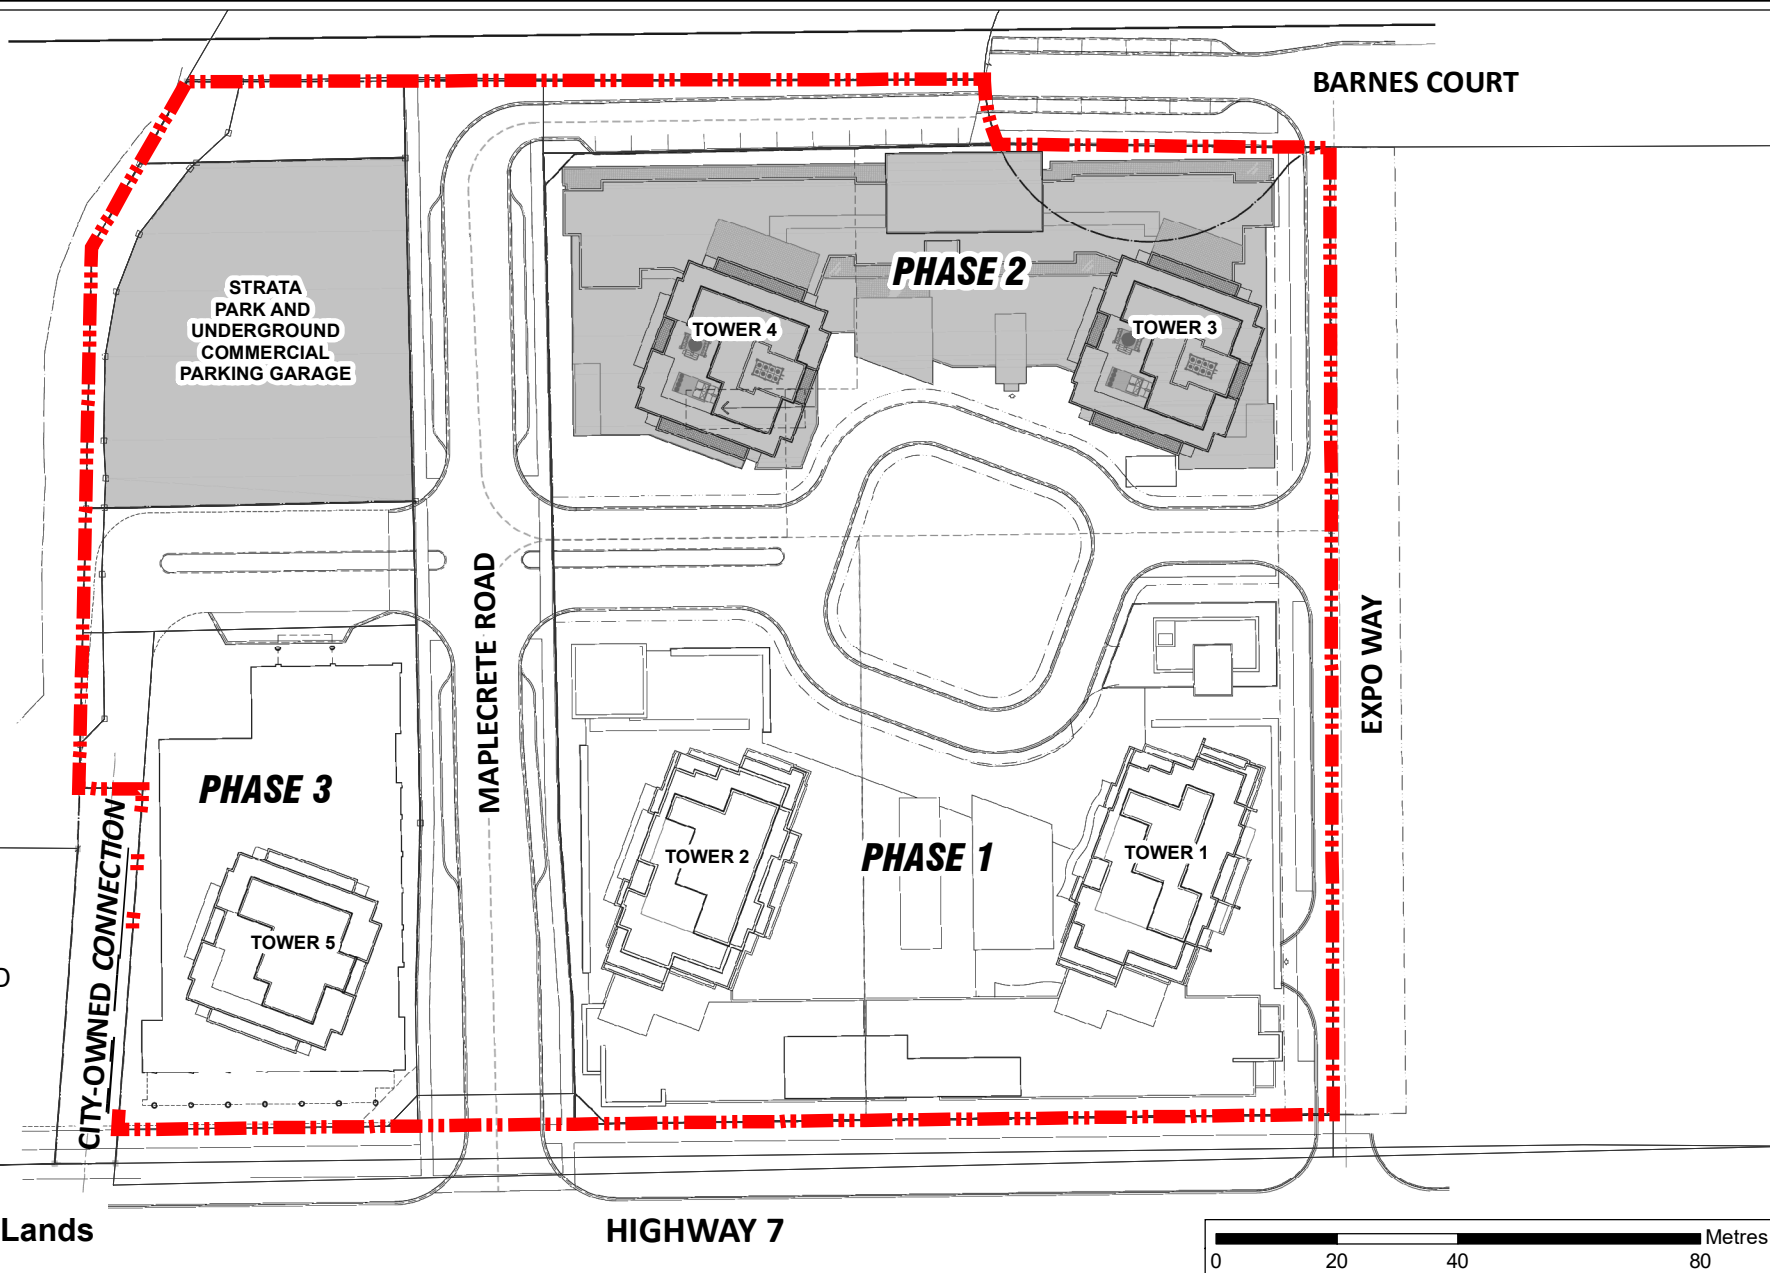 BARNES COURT
STRATA
PARK AND
UNDERGROUND
COMMERCIAL
PARKING GARAGE
PHASE 2
TOWER 4
TOWER 3
MAPLECRETE ROAD
EXPO WAY
PHASE 3
PHASE 1
TOWER 2
TOWER 1
TOWER 5
CITY-OWNED CONNECTION
D
Lands
HIGHWAY 7
Metres
0 20 40 80